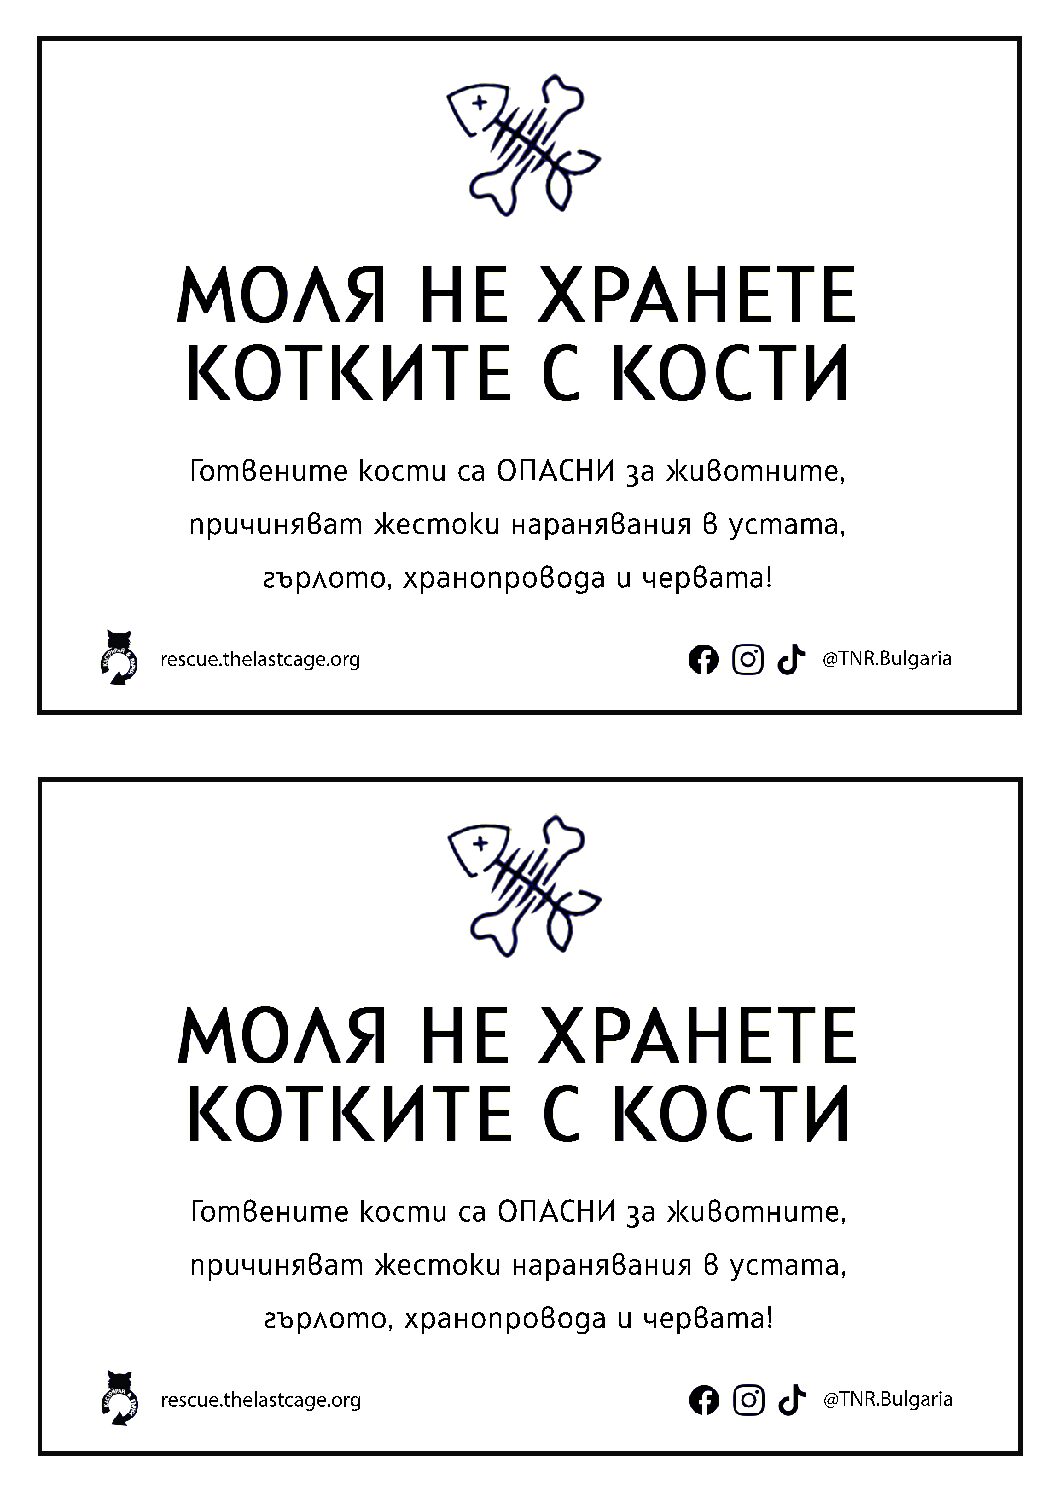 МОЛЯ НЕ ХРАНЕТЕ
КОТКИТЕ С КОСТИ
Готвените кости са ОПАСНИ за животните,
причиняват жестоки наранявания в устата,
гърлото, хранопровода и червата!
rescue.thelastcage.org
@TNR.Bulgaria
МОЛЯ НЕ ХРАНЕТЕ
КОТКИТЕ С КОСТИ
Готвените кости са ОПАСНИ за животните,
причиняват жестоки наранявания в устата,
гърлото, хранопровода и червата!
rescue.thelastcage.org
@TNR.Bulgaria